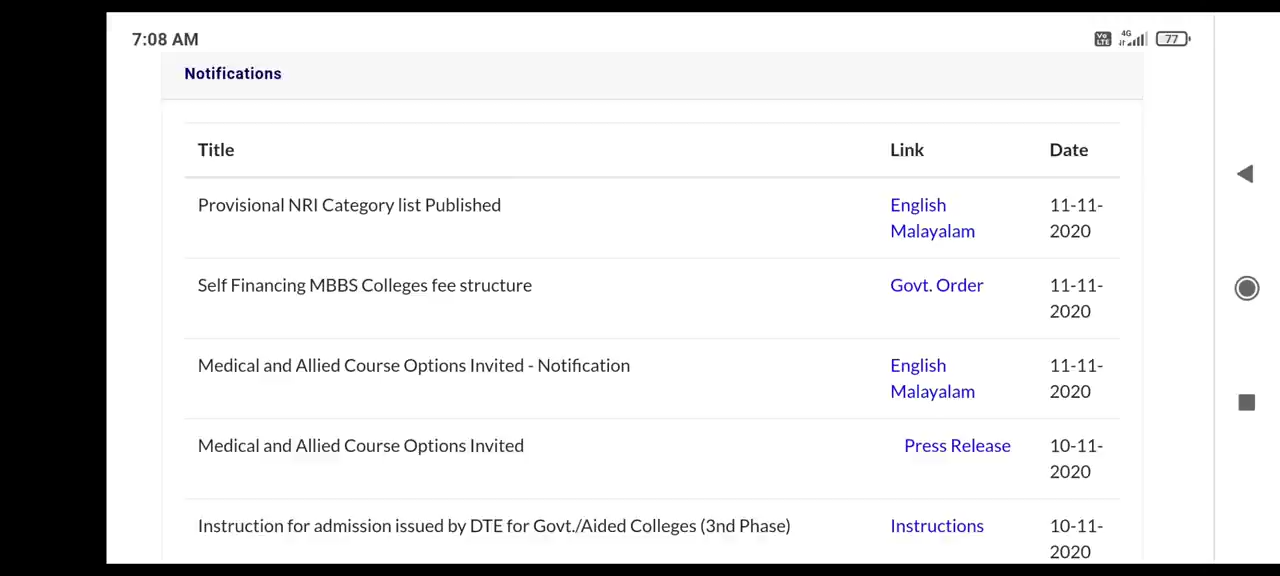 7:08 AM
Vo LTE 4G 77
Notifications
Title Link Date
Provisional NRI Category list Published English 11-11-
Malayalam 2020
Self Financing MBBS Colleges fee structure Govt. Order 11-11-
2020
Medical and Allied Course Options Invited - Notification English 11-11-
Malayalam 2020
Medical and Allied Course Options Invited Press Release 10-11-
2020
Instruction for admission issued by DTE for Govt./Aided Colleges (3nd Phase) Instructions 10-11-
2020